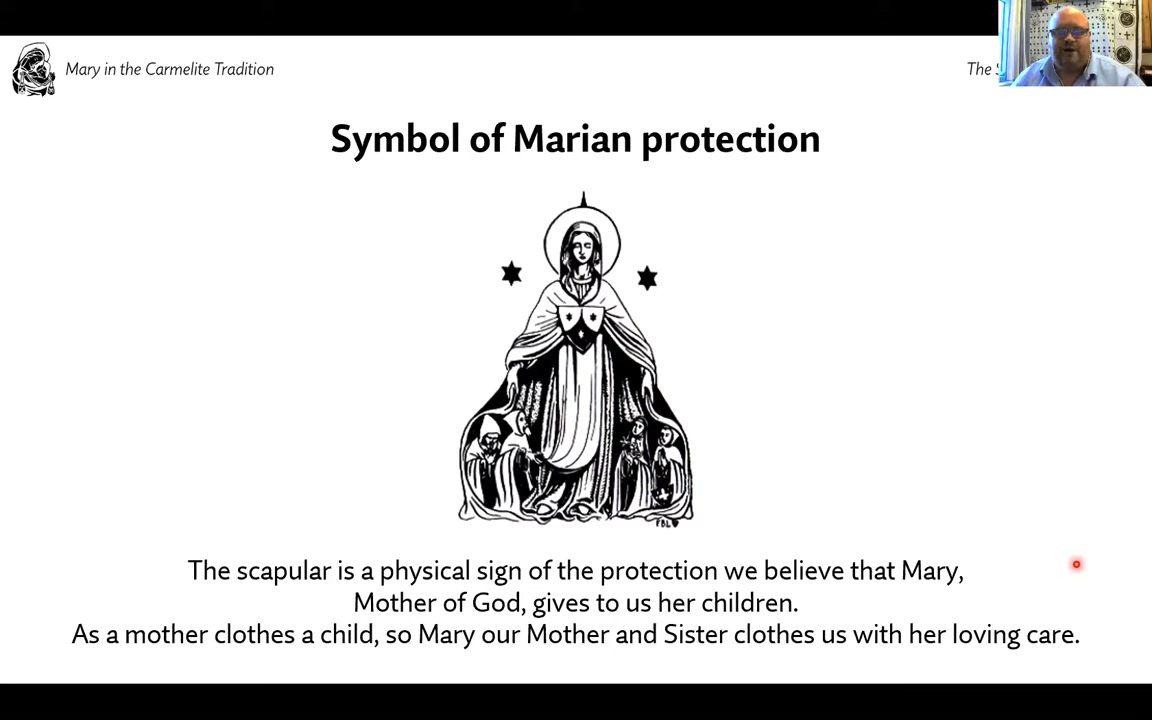 Mary in the Carmelite Tradition
The
Symbol of Marian protection
FBL
The scapular is a physical sign of the protection we believe that Mary,
Mother of God, gives to us her children.
As a mother clothes a child, so Mary our Mother and Sister clothes us with her loving care.